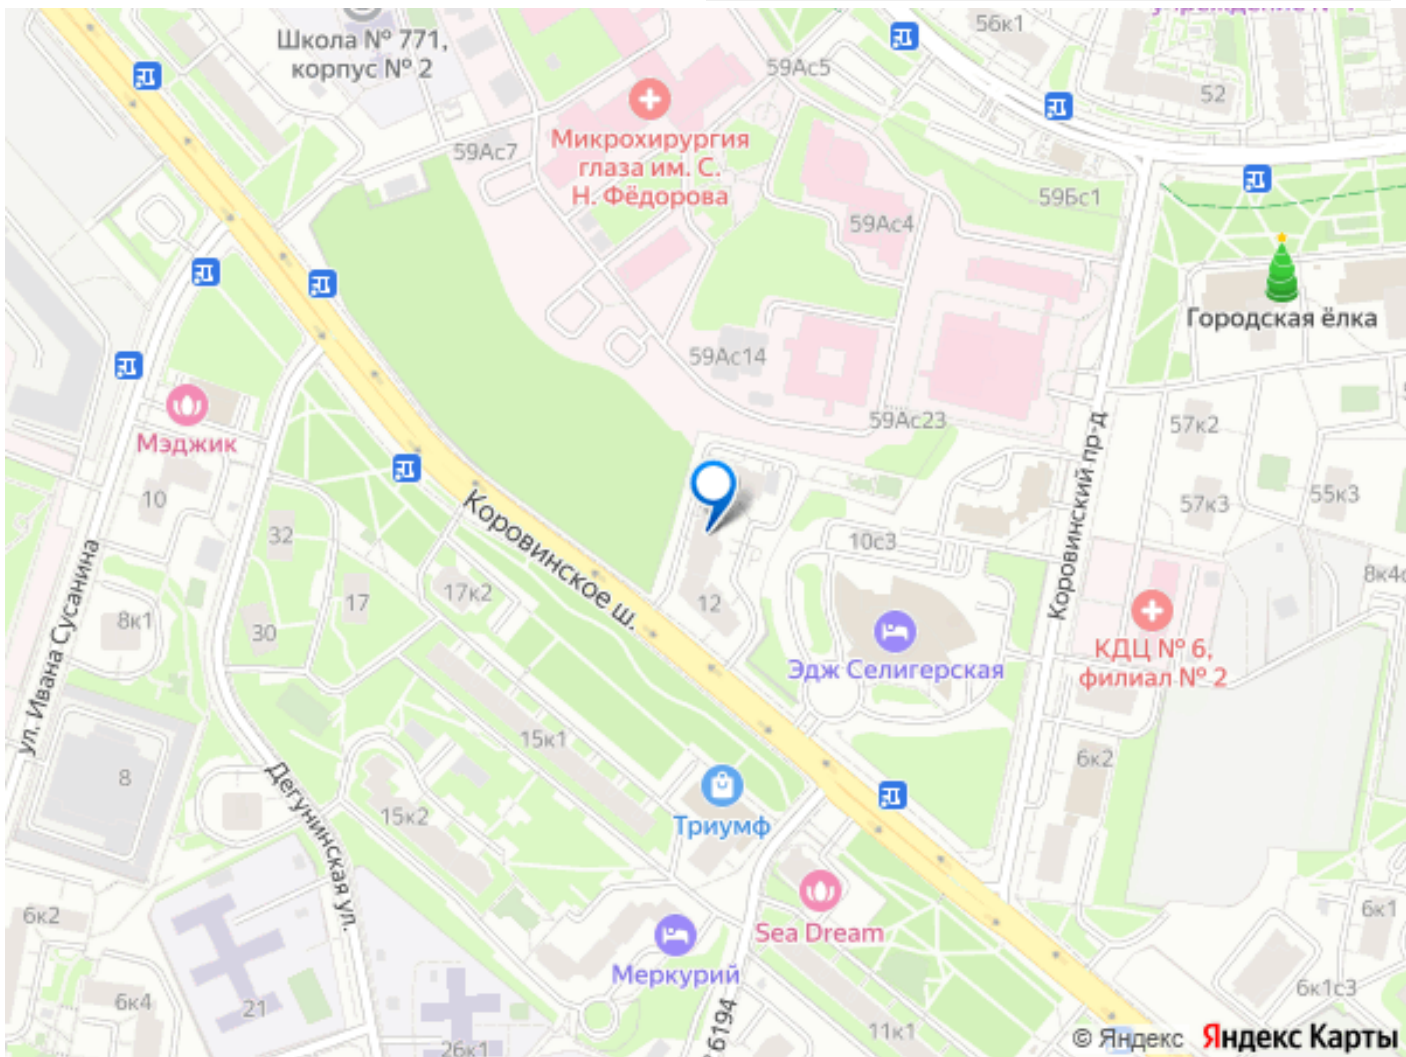 56к1
Школа № 771,
корпус № 2
59Ас5
52
Микрохирургия
глаза им. С.
Н. Фёдорова
59Ас7
59Бс1
59Ас4
Городская ёлка
59Ас14
59Ас23
57к2
Мэджик
Коровинский пр-д
10
57к3
55к3
Коровинское ш.
32
10с3
8к4с
17к2
17
12
8к1
30
ул. Ивана Сусанина
Эдж Селигерская
КДЦ № 6,
филиал № 2
15к1
6к2
8
Дегунинская ул.
15к2
Триумф
6к2
6к1
Sea Dream
Меркурий
6к4
21
6к1с3
26к1
6194
11к1
© Яндекс Яндекс Карты